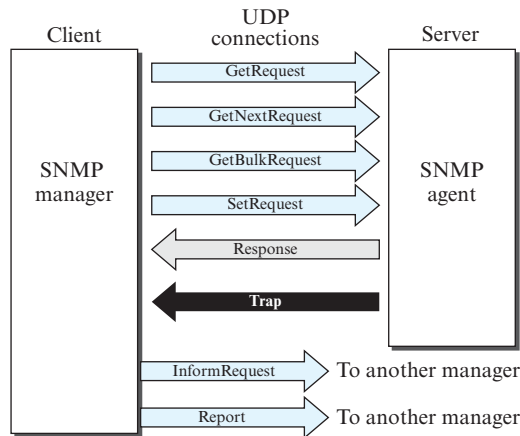 UDP
connections
Client
Server
GetRequest
GetNextRequest
GetBulkRequest
SetRequest
SNMP
manager
SNMP
agent
Response
Trap
InformRequest
To another manager
Report
To another manager